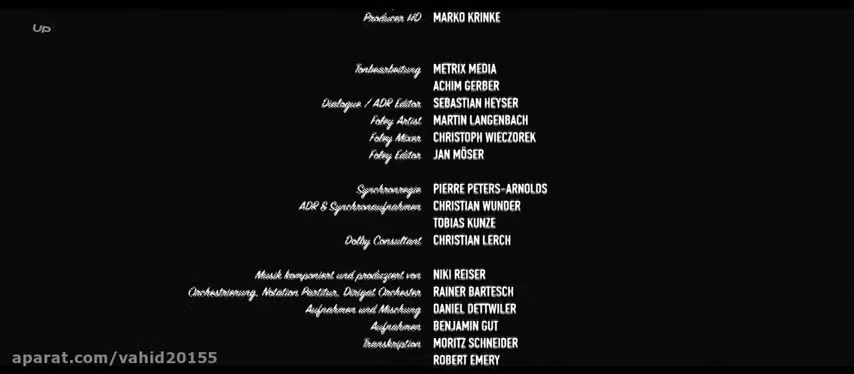 Producer HD MARKO KRINKE
UP
Tonbearbeitung METRIX MEDIA
ACHIM GERBER
Dialogue / ADR Editor SEBASTIAN HEYSER
Foley Artist MARTIN LANGENBACH
Foley Mixer CHRISTOPH WIECZOREK
Foley Editor JAN MÖSER
Synchronregie PIERRE PETERS-ARNOLDS
ADR & Synchronaufnahmen CHRISTIAN WUNDER
TOBIAS KUNZE
Dolby Consultant CHRISTIAN LERCH
Musik komponiert und produziert von NIKI REISER
Orchestrierung, Notation Partitur, Dirigat Orchester RAINER BARTESCH
Aufnahmen und Mischung DANIEL DETTWILER
Aufnahmen BENJAMIN GUT
Transkription MORITZ SCHNEIDER
ROBERT EMERY
aparat.com/vahid20155